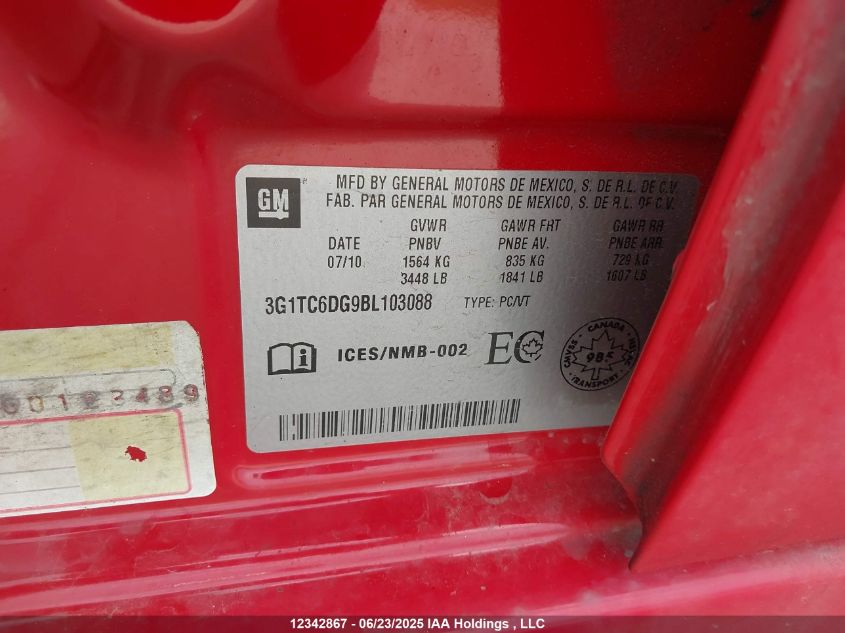 GM
MFD BY GENERAL MOTORS DE MEXICO, S. DE R.L. DE C.V.
FAB. PAR GENERAL MOTORS DE MEXICO, S. DE R.L. DE C.V.
GVWR GAWR FRT GAWR RR
DATE PNBV PNBE AV. PNBE ARR.
07/10 1564 KG 835 KG 729 KG
3448 LB 1841 LB 1607 LB
3G1TC6DG9BL103088 TYPE: PC/VT
ICES/NMB-002 EC
CANADA
CMVSS 985
TRANSPORT
12342867 - 06/23/2025 IAA Holdings , LLC